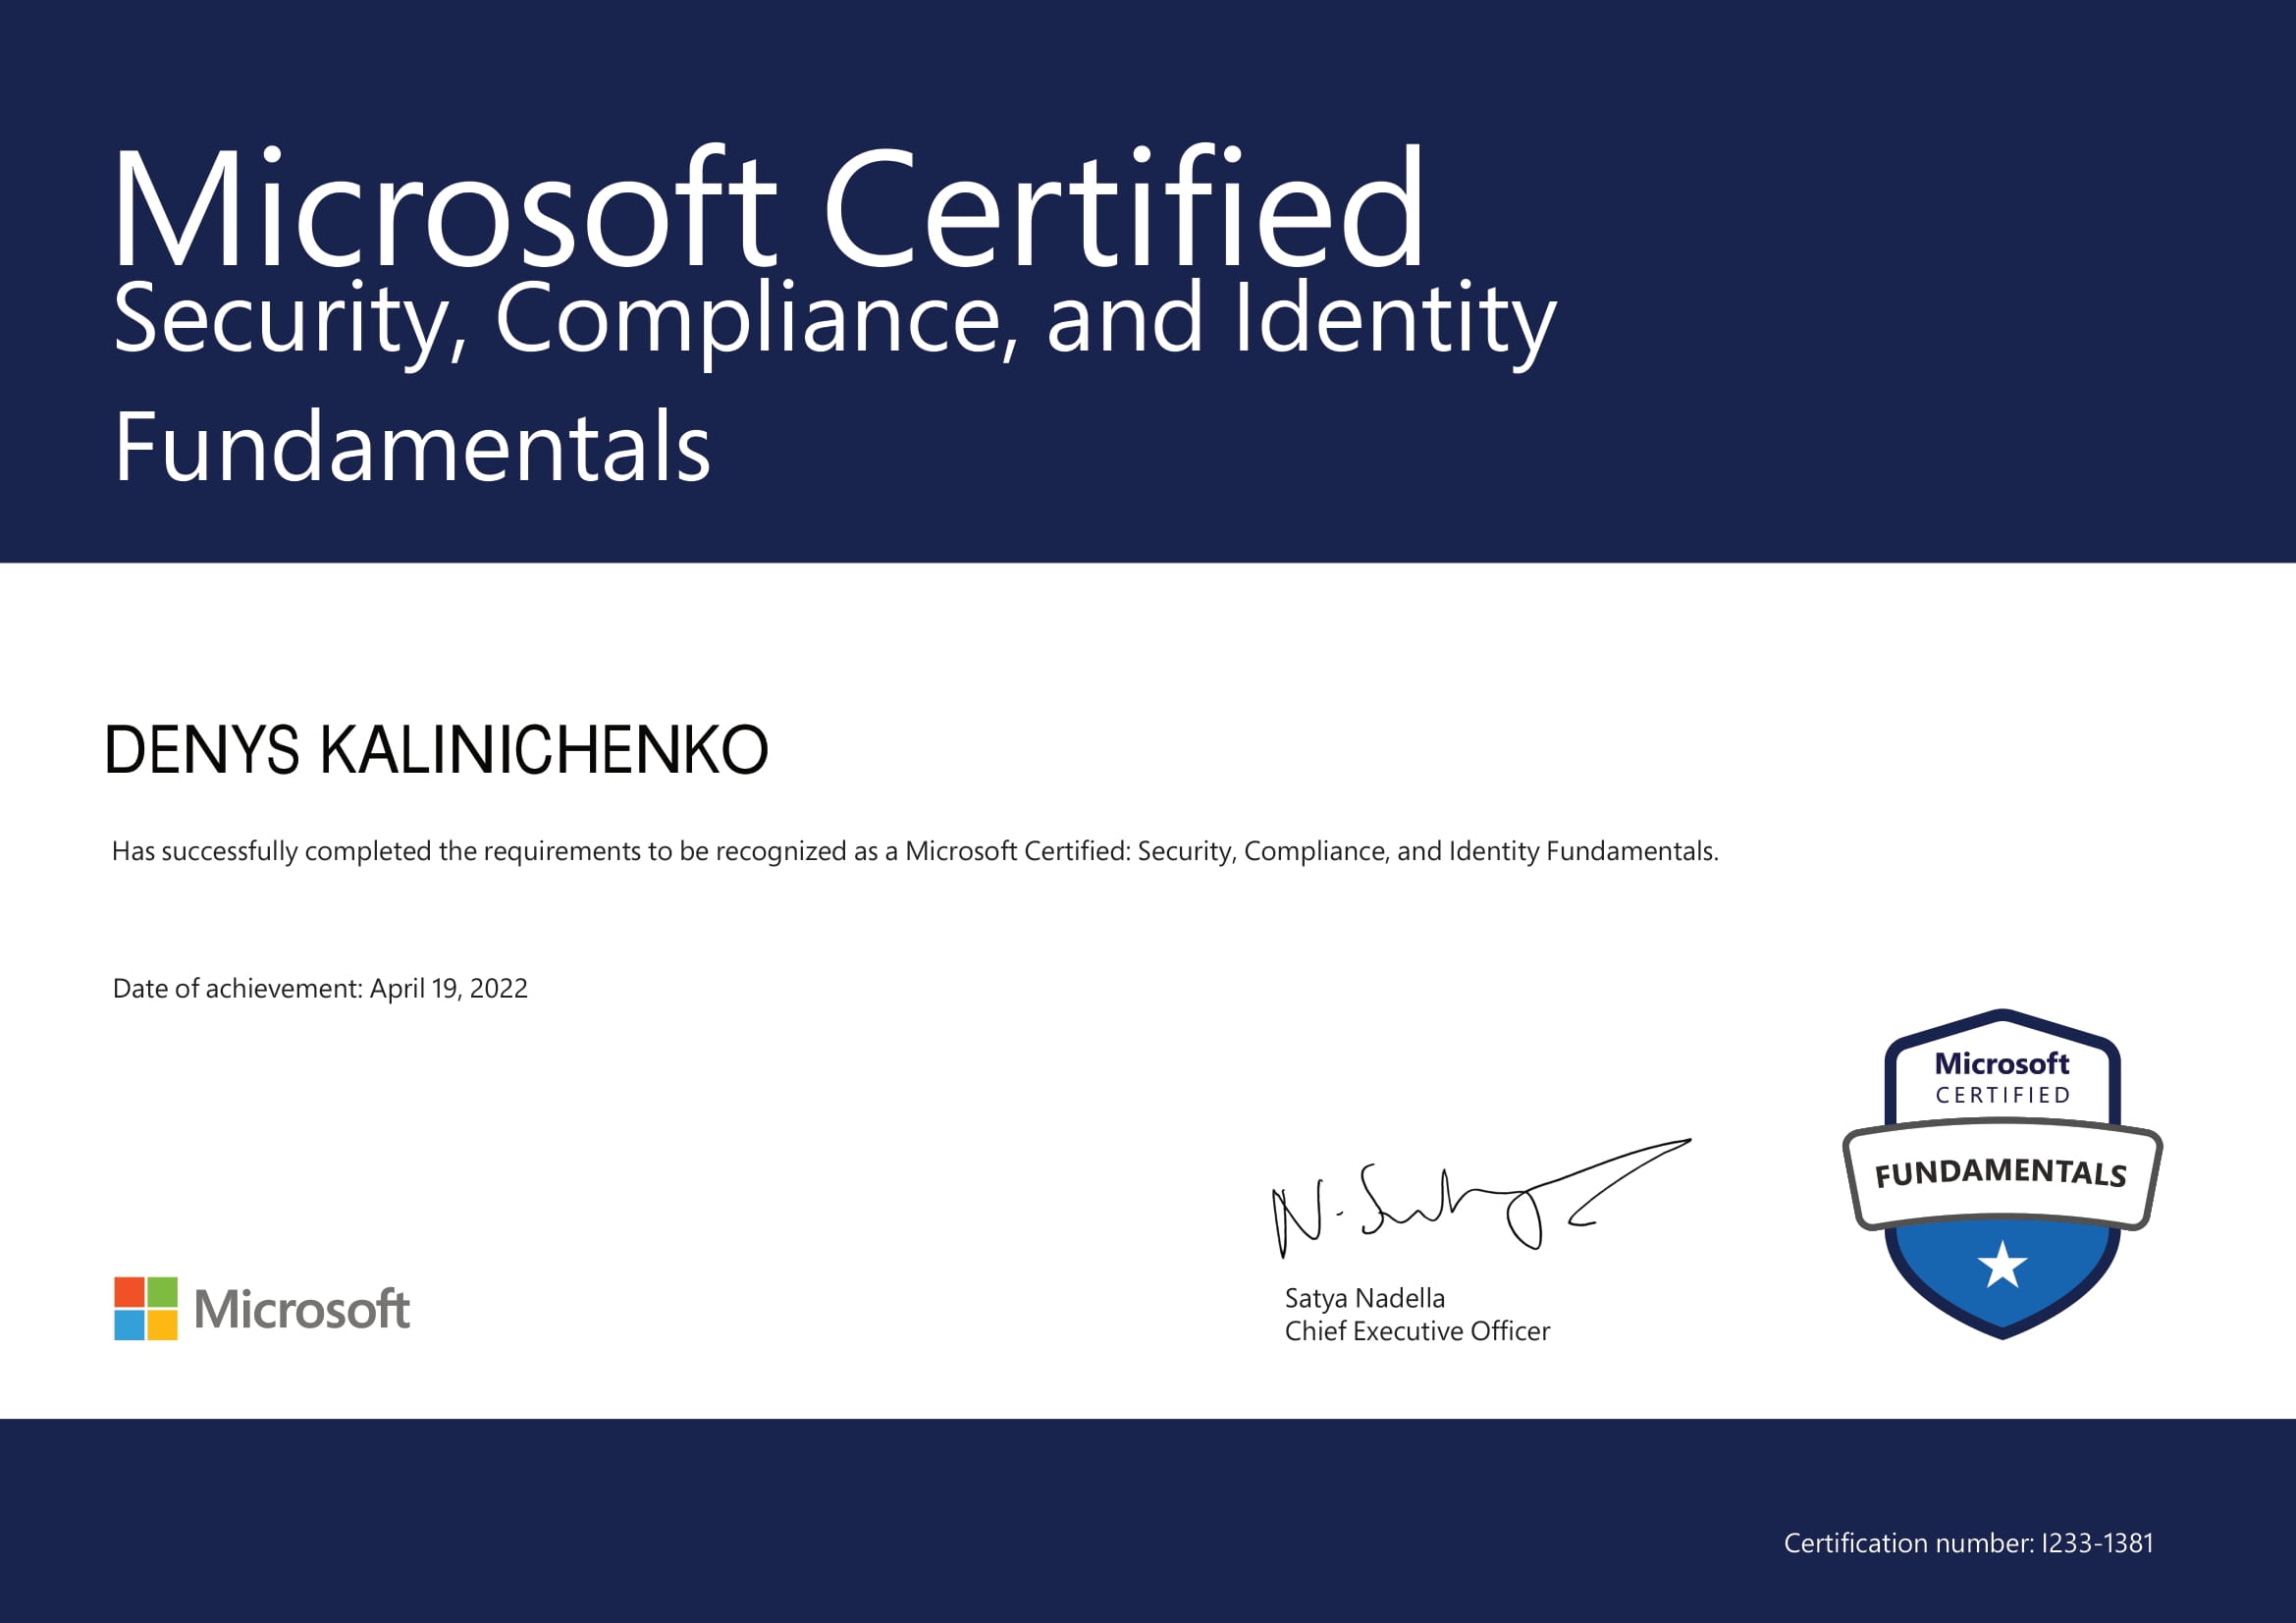 Microsoft Certified
Security, Compliance, and Identity
Fundamentals
DENYS KALINICHENKO
Has successfully completed the requirements to be recognized as a Microsoft Certified: Security, Compliance, and Identity Fundamentals.
Date of achievement: April 19, 2022
Microsoft
CERTIFIED
FUNDAMENTALS
Microsoft
Satya Nadella
Chief Executive Officer
Certification number: I233-1381